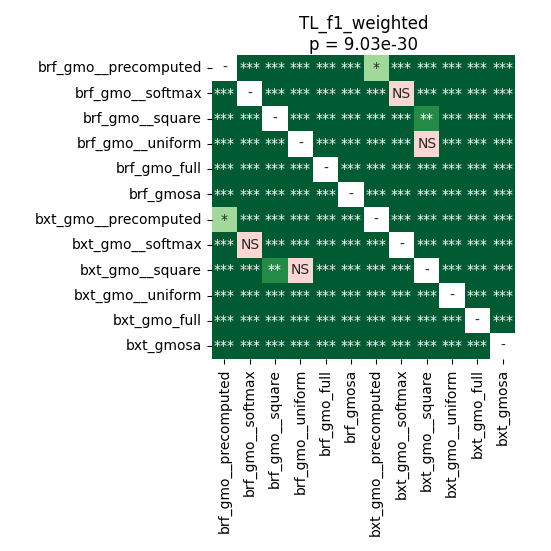 TL_f1_weighted
p = 9.03e-30
brf_gmo__precomputed - *** *** *** *** *** * *** *** *** *** ***
brf_gmo__softmax *** - *** *** *** *** *** NS *** *** *** ***
brf_gmo__square *** *** - *** *** *** *** *** ** *** *** ***
brf_gmo__uniform *** *** *** - *** *** *** *** NS *** *** ***
brf_gmo_full *** *** *** *** - *** *** *** *** *** *** ***
brf_gmosa *** *** *** *** *** - *** *** *** *** *** ***
bxt_gmo__precomputed * *** *** *** *** *** - *** *** *** *** ***
bxt_gmo__softmax *** NS *** *** *** *** *** - *** *** *** ***
bxt_gmo__square *** *** ** NS *** *** *** *** - *** *** ***
bxt_gmo__uniform *** *** *** *** *** *** *** *** *** - *** ***
bxt_gmo_full *** *** *** *** *** *** *** *** *** *** - ***
bxt_gmosa *** *** *** *** *** *** *** *** *** *** *** -
brf_gmo__precomputed
brf_gmo__softmax
brf_gmo__square
brf_gmo__uniform
brf_gmo_full
brf_gmosa
bxt_gmo__precomputed
bxt_gmo__softmax
bxt_gmo__square
bxt_gmo__uniform
bxt_gmo_full
bxt_gmosa